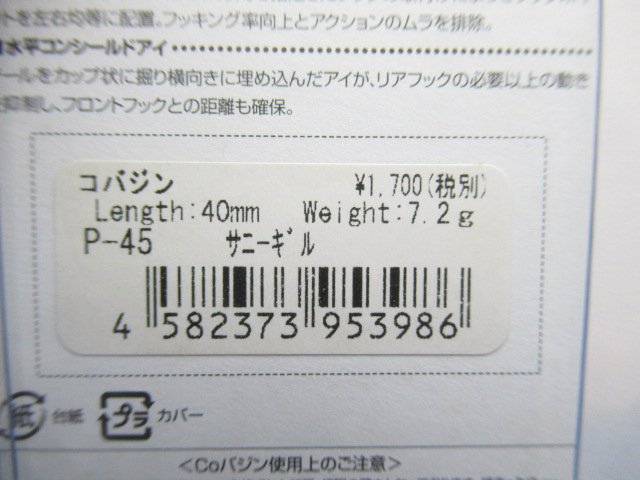 トを左右均等に配置。フッキング率向上とアクションのムラを排除。
水平コンシールドアイ
ールをカップ状に掘り横向きに埋め込んだアイが、リアフックの必要以上の動き
抑制し、フロントフックとの距離も確保。
コバジン ¥1,700(税別)
Length:40mm Weight:7.2g
P-45 サニーギル
4 582373 953986
紙 台紙 プラ カバー
<Coバジン使用上のご注意>